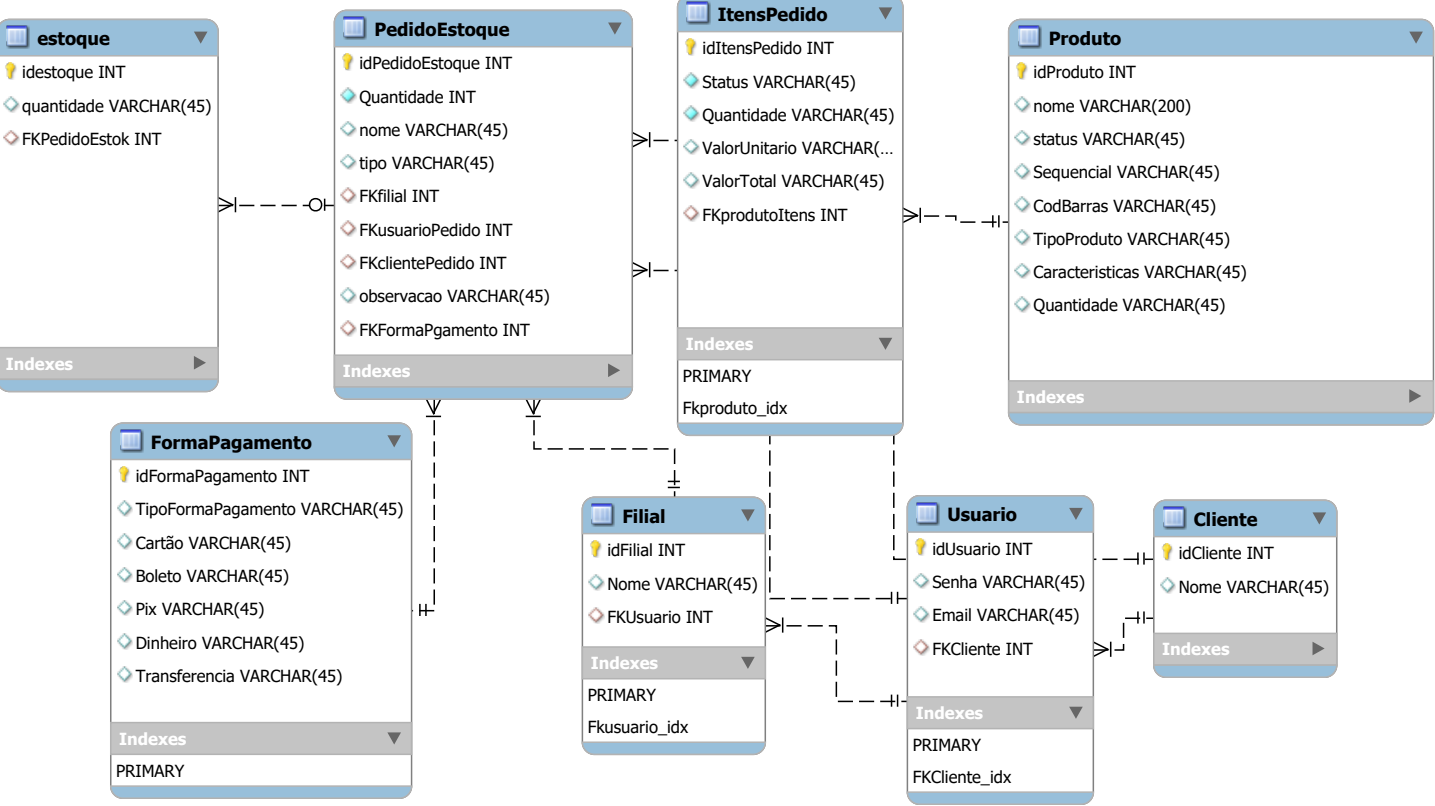 estoque
idestoque INT
quantidade VARCHAR(45)
FKPedidoEstok INT
Indexes
PedidoEstoque
idPedidoEstoque INT
Quantidade INT
nome VARCHAR(45)
tipo VARCHAR(45)
FKfilial INT
FKusuarioPedido INT
FKclientePedido INT
observacao VARCHAR(45)
FKFormaPgamento INT
Indexes
ItensPedido
idItensPedido INT
Status VARCHAR(45)
Quantidade VARCHAR(45)
ValorUnitario VARCHAR(...
ValorTotal VARCHAR(45)
FKprodutoItens INT
Indexes
PRIMARY
Fkproduto_idx
Produto
idProduto INT
nome VARCHAR(200)
status VARCHAR(45)
Sequencial VARCHAR(45)
CodBarras VARCHAR(45)
TipoProduto VARCHAR(45)
Caracteristicas VARCHAR(45)
Quantidade VARCHAR(45)
Indexes
FormaPagamento
idFormaPagamento INT
TipoFormaPagamento VARCHAR(45)
Cartão VARCHAR(45)
Boleto VARCHAR(45)
Pix VARCHAR(45)
Dinheiro VARCHAR(45)
Transferencia VARCHAR(45)
Indexes
PRIMARY
Filial
idFilial INT
Nome VARCHAR(45)
FKUsuario INT
Indexes
PRIMARY
Fkusuario_idx
Usuario
idUsuario INT
Senha VARCHAR(45)
Email VARCHAR(45)
FKCliente INT
Indexes
PRIMARY
FKCliente_idx
Cliente
idCliente INT
Nome VARCHAR(45)
Indexes